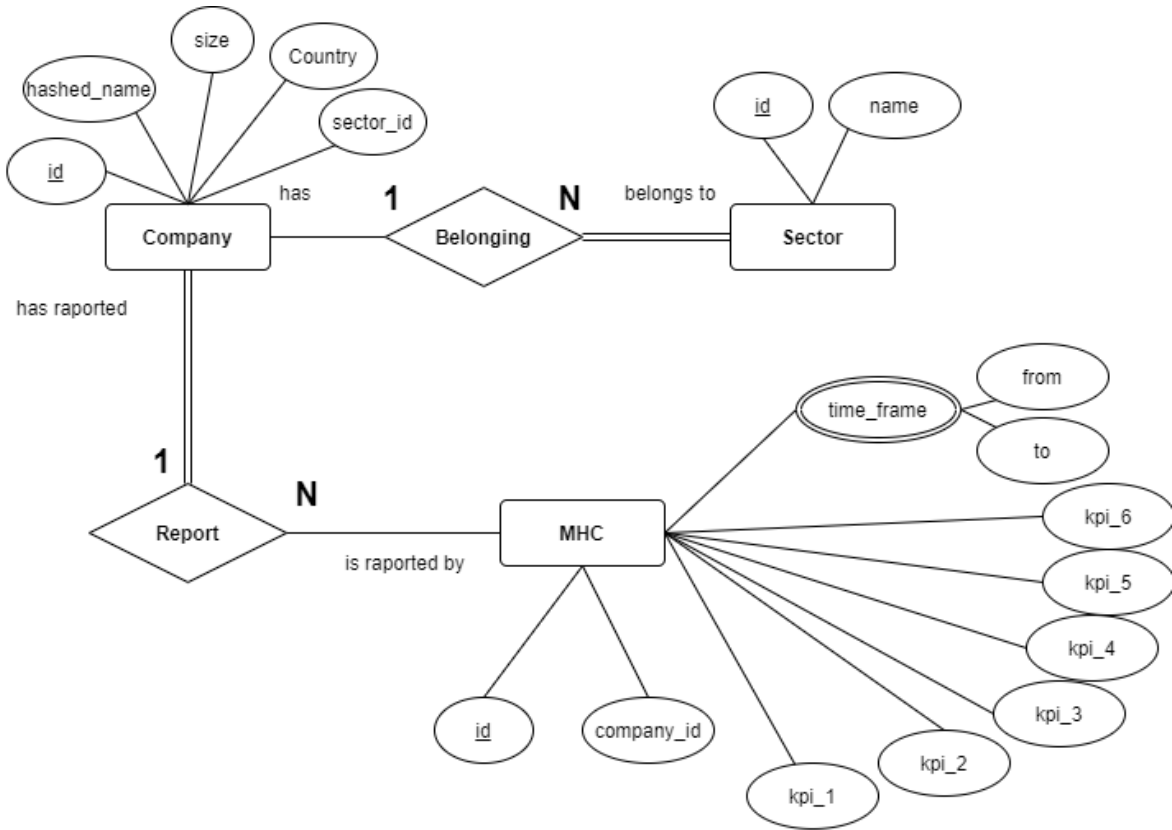 size
Country
hashed_name
sector_id
id
id
name
has
1
N
belongs to
Company
Belonging
Sector
has raported
from
time_frame
to
1
N
kpi_6
Report
MHC
is raported by
kpi_5
kpi_4
kpi_3
id
company_id
kpi_2
kpi_1